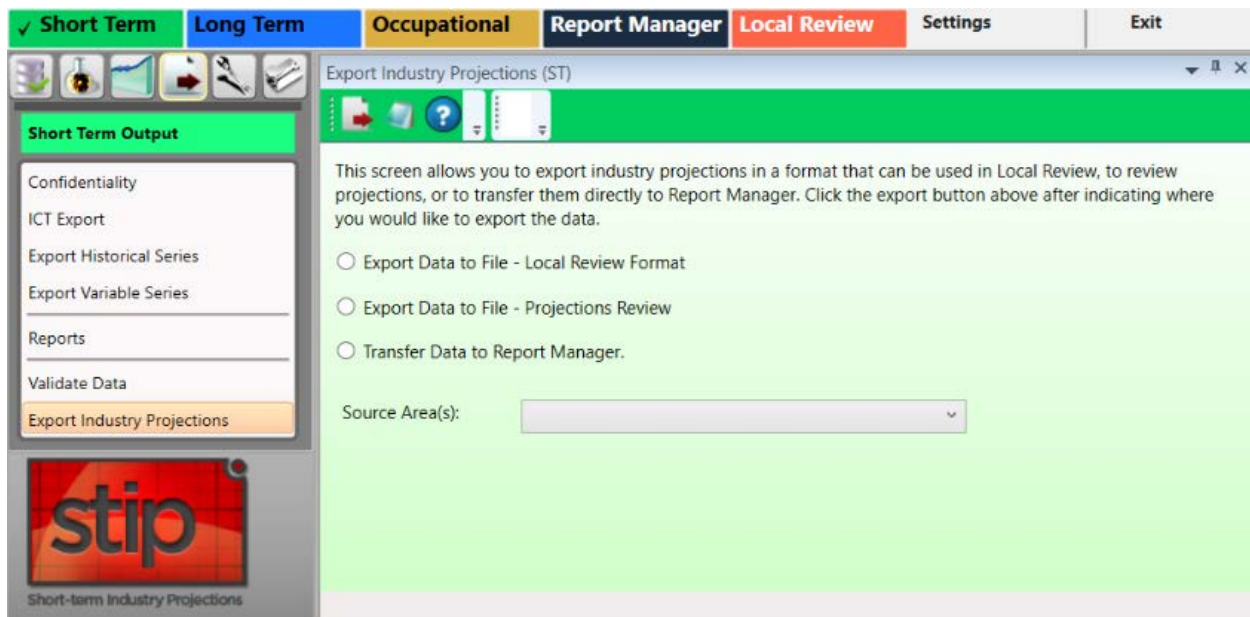 ✓ Short Term
Long Term
Occupational
Report Manager
Local Review
Settings
Exit
Export Industry Projections (ST)
Short Term Output
Confidentiality
ICT Export
Export Historical Series
Export Variable Series
Reports
Validate Data
Export Industry Projections
stip
Short-term Industry Projections
?
This screen allows you to export industry projections in a format that can be used in Local Review, to review
projections, or to transfer them directly to Report Manager. Click the export button above after indicating where
you would like to export the data.
Export Data to File - Local Review Format
Export Data to File - Projections Review
Transfer Data to Report Manager.
Source Area(s):